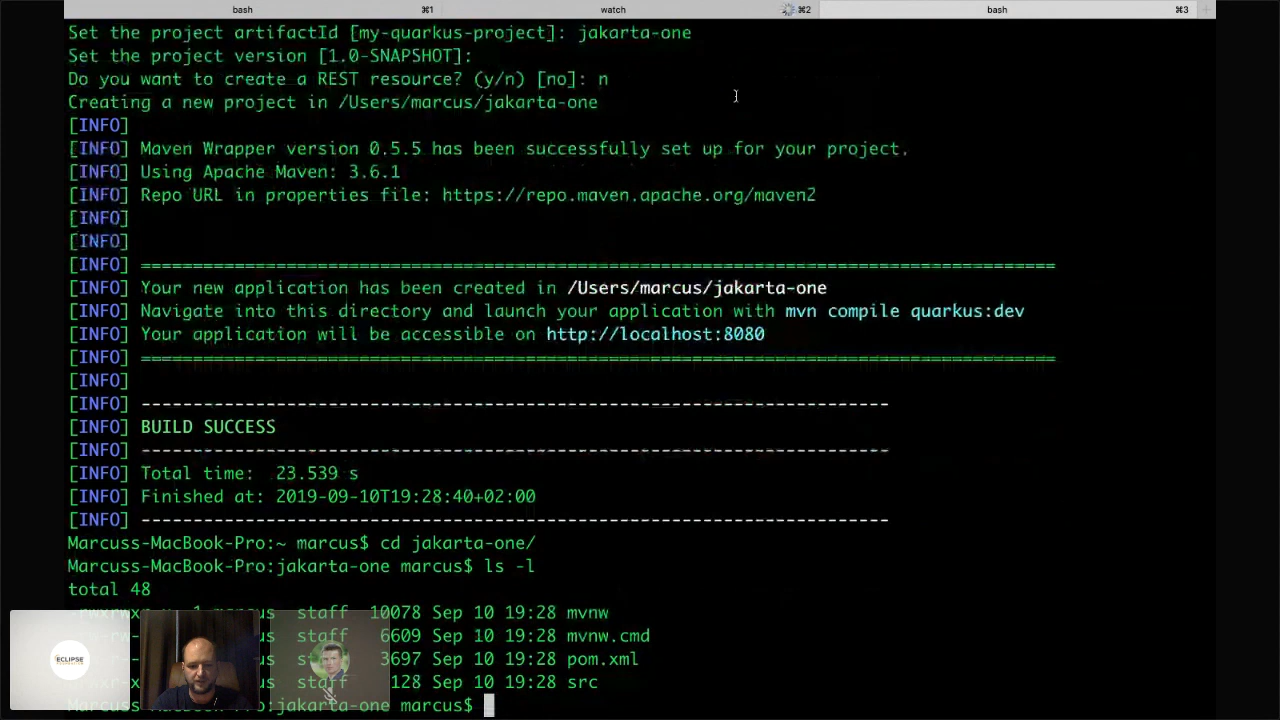 bash ⌘1 watch ⌘2 bash ⌘3
Set the project artifactId [my-quarkus-project]: jakarta-one
Set the project version [1.0-SNAPSHOT]:
Do you want to create a REST resource? (y/n) [no]: n
Creating a new project in /Users/marcus/jakarta-one
[INFO]
[INFO] Maven Wrapper version 0.5.5 has been successfully set up for your project.
[INFO] Using Apache Maven: 3.6.1
[INFO] Repo URL in properties file: https://repo.maven.apache.org/maven2
[INFO]
[INFO]
[INFO] ========================================================================================
[INFO] Your new application has been created in /Users/marcus/jakarta-one
[INFO] Navigate into this directory and launch your application with mvn compile quarkus:dev
[INFO] Your application will be accessible on http://localhost:8080
[INFO] ========================================================================================
[INFO]
[INFO] ------------------------------------------------------------------------
[INFO] BUILD SUCCESS
[INFO] ------------------------------------------------------------------------
[INFO] Total time:  23.539 s
[INFO] Finished at: 2019-09-10T19:28:40+02:00
[INFO] ------------------------------------------------------------------------
Marcuss-MacBook-Pro:~ marcus$ cd jakarta-one/
Marcuss-MacBook-Pro:jakarta-one marcus$ ls -l
total 48
staff 10078 Sep 10 19:28 mvnw
staff 6609 Sep 10 19:28 mvnw.cmd
3697 Sep 10 19:28 pom.xml
staff 128 Sep 10 19:28 src
:jakarta-one marcus$
ECLIPSE